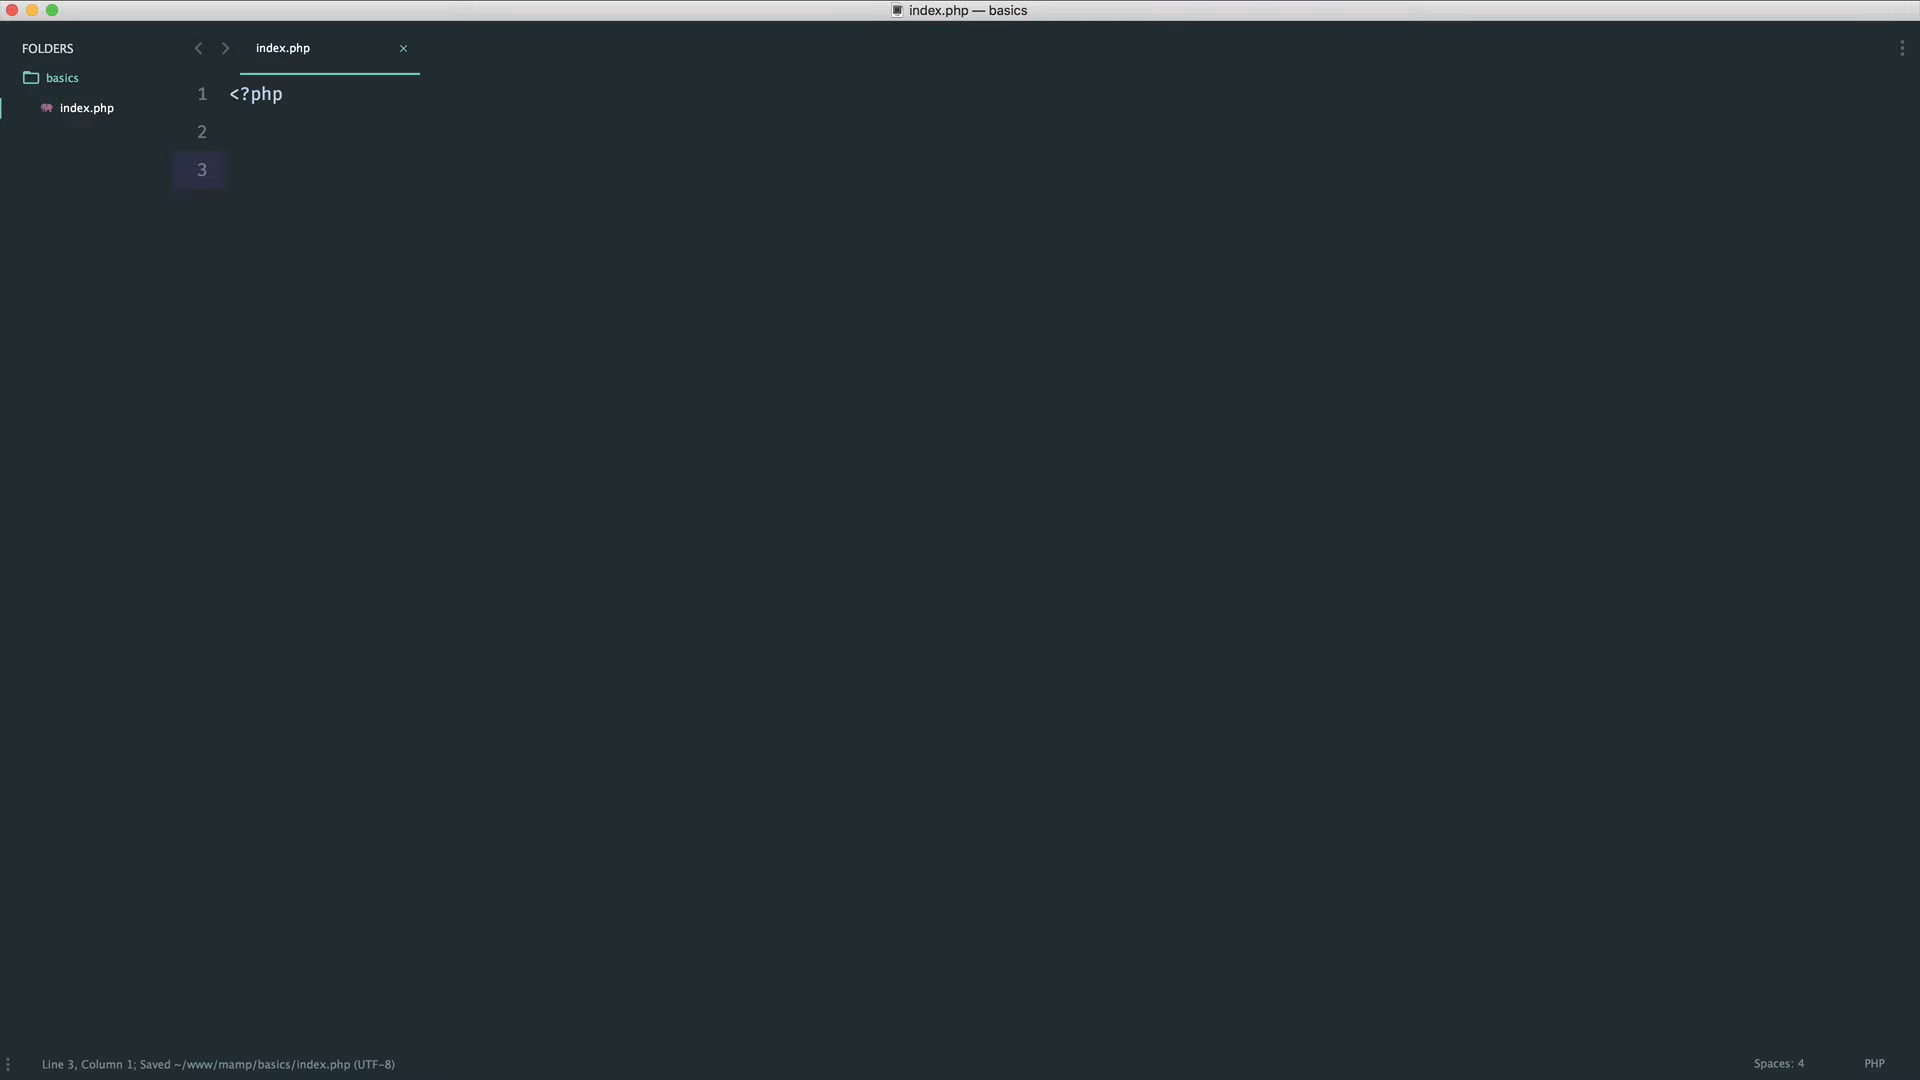 index.php — basics
FOLDERS
basics
index.php
index.php
1 <?php
2
3
Line 3, Column 1; Saved ~/www/mamp/basics/index.php (UTF-8)
Spaces: 4
PHP